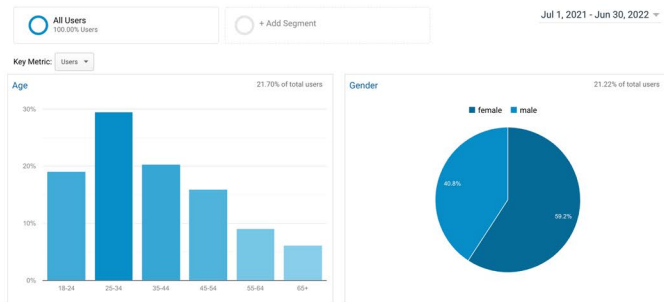 All Users
100.00% Users
+ Add Segment
Jul 1, 2021 - Jun 30, 2022
Key Metric: Users
Age
21.70% of total users
30%
20%
10%
0%
18-24 25-34 35-44 45-54 55-64 65+
Gender
21.22% of total users
female male
40.8%
59.2%